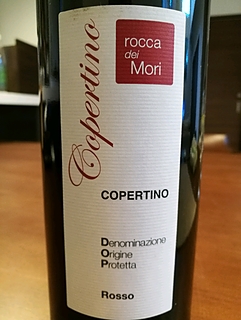 Copertino
rocca
dei
Mori
COPERTINO
Denominazione
Origine
Protetta
Rosso